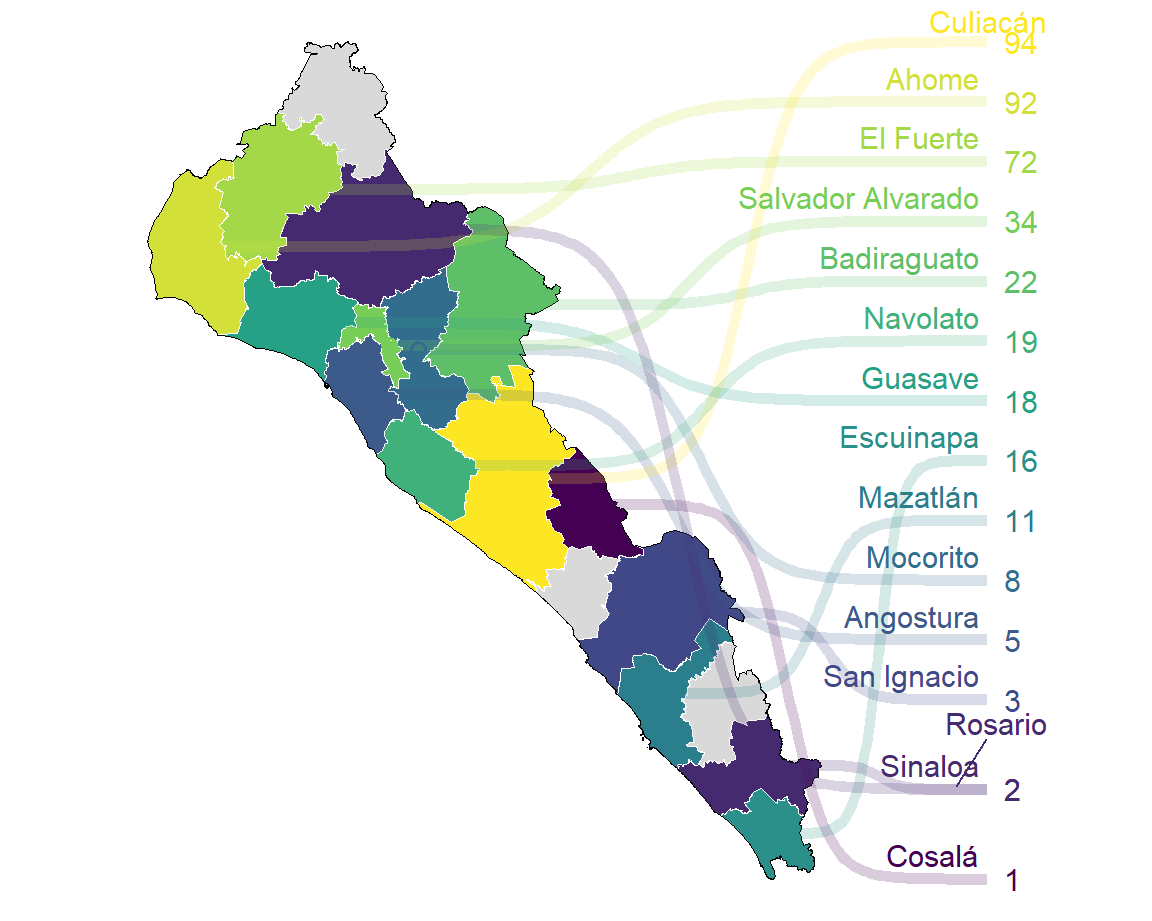 Culiacán
94
Ahome
92
El Fuerte
72
Salvador Alvarado
34
Badiraguato
22
Navolato
19
Guasave
18
Escuinapa
16
Mazatlán
11
Mocorito
8
Angostura
5
San Ignacio
3
Rosario
Sinaloa
2
Cosalá
1